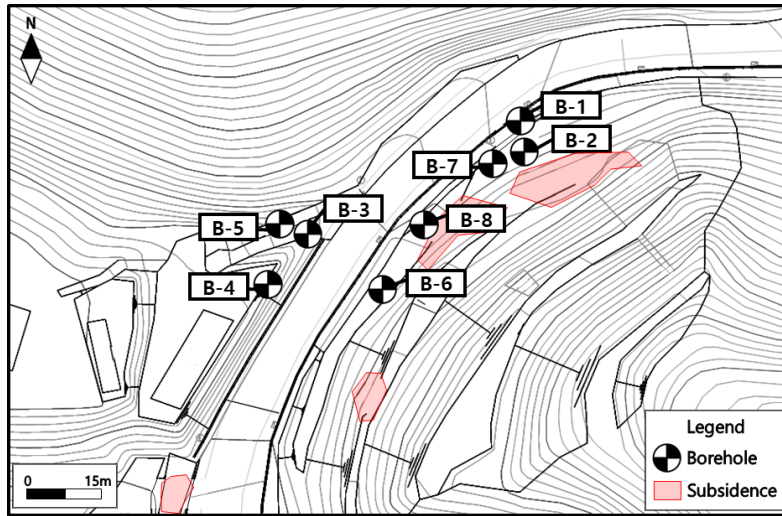 N
B-1
B-2
B-7
B-3
B-5
B-8
B-4
B-6
Legend
Borehole
Subsidence
0 15m